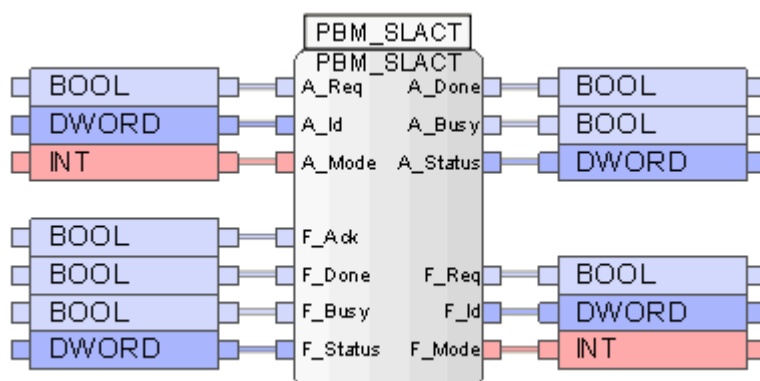 PBM_SLACT
PBM_SLACT
BOOL A_Req A_Done BOOL
DWORD A_Id A_Busy BOOL
INT A_Mode A_Status DWORD
BOOL F_Ack
BOOL F_Done F_Req BOOL
BOOL F_Busy F_Id DWORD
DWORD F_Status F_Mode INT